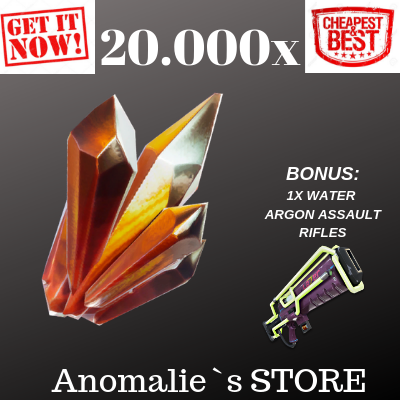 GET IT
NOW!
20.000x
CHEAPEST
&
BEST
BONUS:
1X WATER
ARGON ASSAULT
RIFLES
Anomalie`s STORE